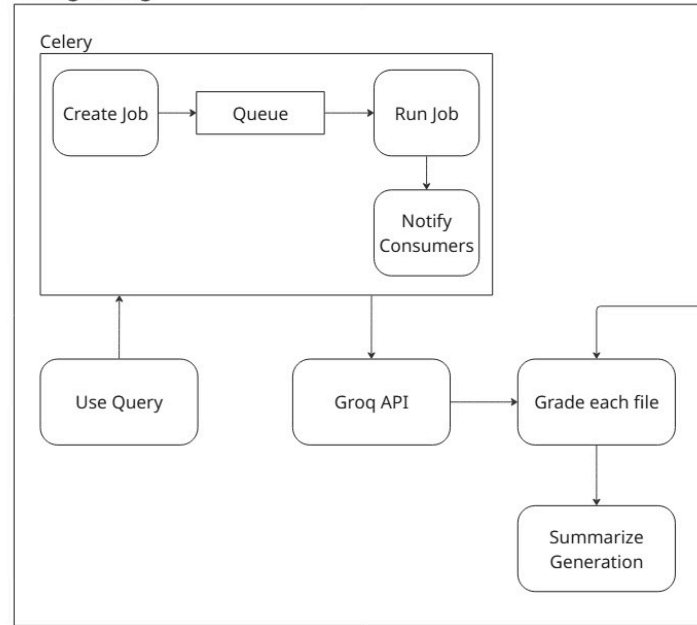 Celery
Create Job
Queue
Run Job
Notify
Consumers
Use Query
Groq API
Grade each file
Summarize
Generation